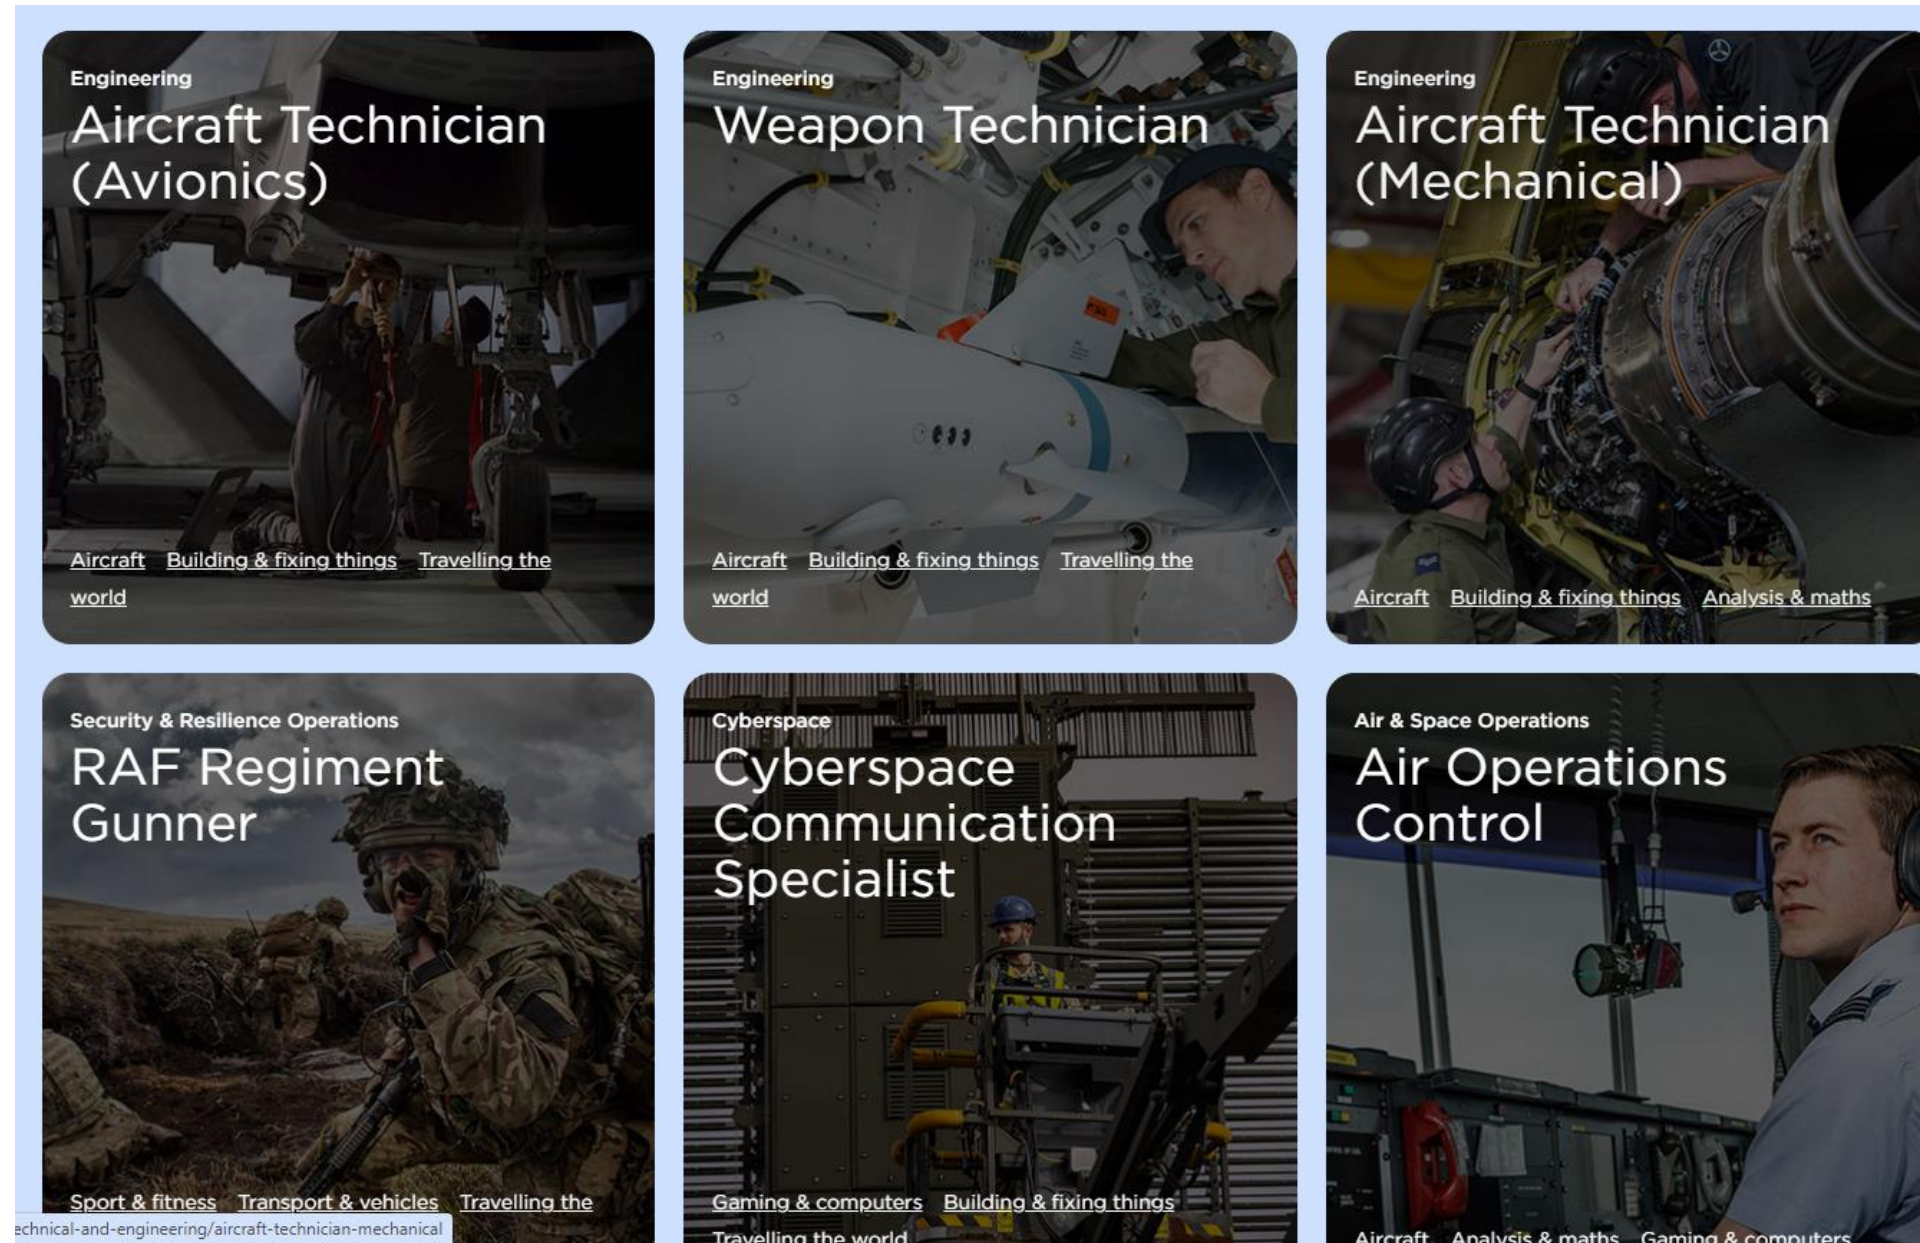 Engineering
Aircraft Technician
(Avionics)
Aircraft Building & fixing things Travelling the
world
Engineering
Weapon Technician
Aircraft Building & fixing things Travelling the
world
Engineering
Aircraft Technician
(Mechanical)
Aircraft Building & fixing things Analysis & maths
Security & Resilience Operations
RAF Regiment
Gunner
Sport & fitness Transport & vehicles Travelling the
Cyberspace
Cyberspace
Communication
Specialist
Gaming & computers Building & fixing things
Travelling the world
Air & Space Operations
Air Operations
Control
Aircraft Analysis & maths Gaming & computers
echnical-and-engineering/aircraft-technician-mechanical